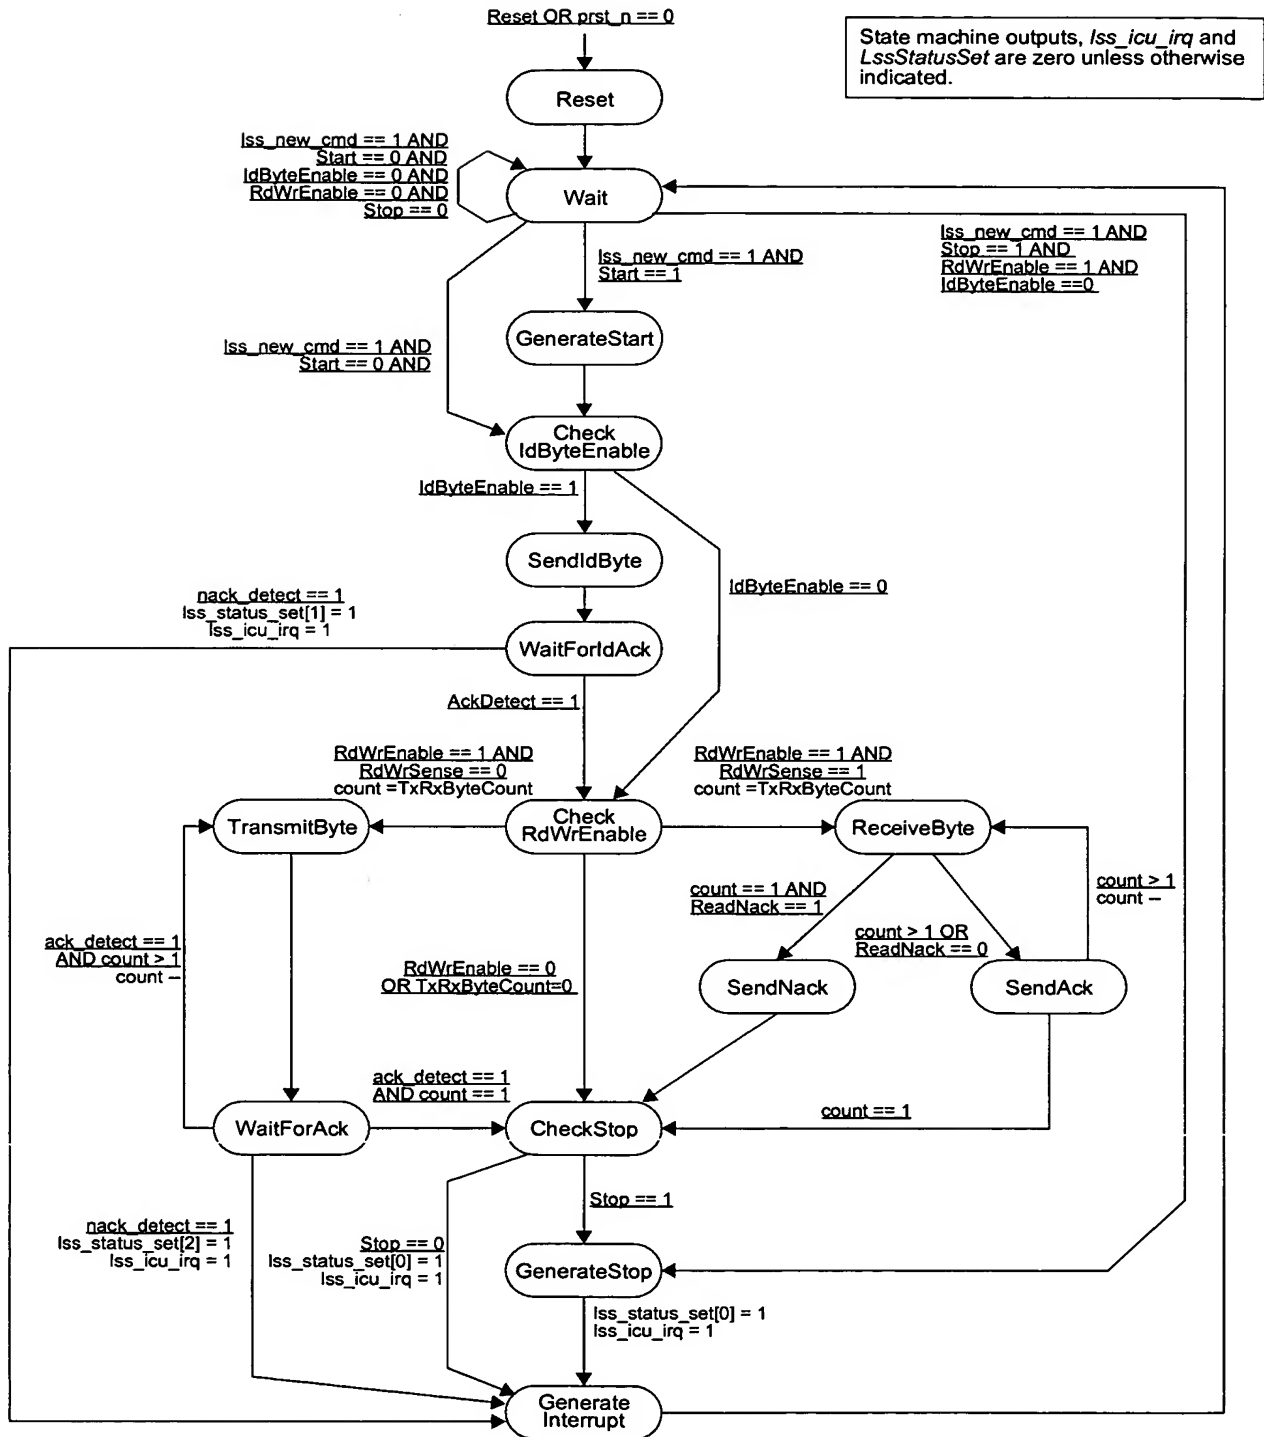 Reset OR prst_n == 0
State machine outputs, lss_icu_irq and
LssStatusSet are zero unless otherwise
indicated.
Reset
lss_new_cmd == 1 AND
Start == 0 AND
IdByteEnable == 0 AND
RdWrEnable == 0 AND
Stop == 0
Wait
lss_new_cmd == 1 AND
Start == 1
lss_new_cmd == 1 AND
Stop == 1 AND
RdWrEnable == 1 AND
IdByteEnable ==0
GenerateStart
lss_new_cmd == 1 AND
Start == 0 AND
Check
IdByteEnable
IdByteEnable == 1
SendIdByte
IdByteEnable == 0
nack_detect == 1
lss_status_set[1] = 1
lss_icu_irq = 1
WaitForIdAck
AckDetect == 1
RdWrEnable == 1 AND
RdWrSense == 0
count =TxRxByteCount
RdWrEnable == 1 AND
RdWrSense == 1
count =TxRxByteCount
TransmitByte
Check
RdWrEnable
ReceiveByte
count == 1 AND
ReadNack == 1
count > 1
count --
count > 1 OR
ReadNack == 0
ack_detect == 1
AND count > 1
count --
RdWrEnable == 0
OR TxRxByteCount=0
SendNack
SendAck
ack_detect == 1
AND count == 1
count == 1
WaitForAck
CheckStop
Stop == 1
nack_detect == 1
lss_status_set[2] = 1
lss_icu_irq = 1
Stop == 0
lss_status_set[0] = 1
lss_icu_irq = 1
GenerateStop
lss_status_set[0] = 1
lss_icu_irq = 1
Generate
Interrupt